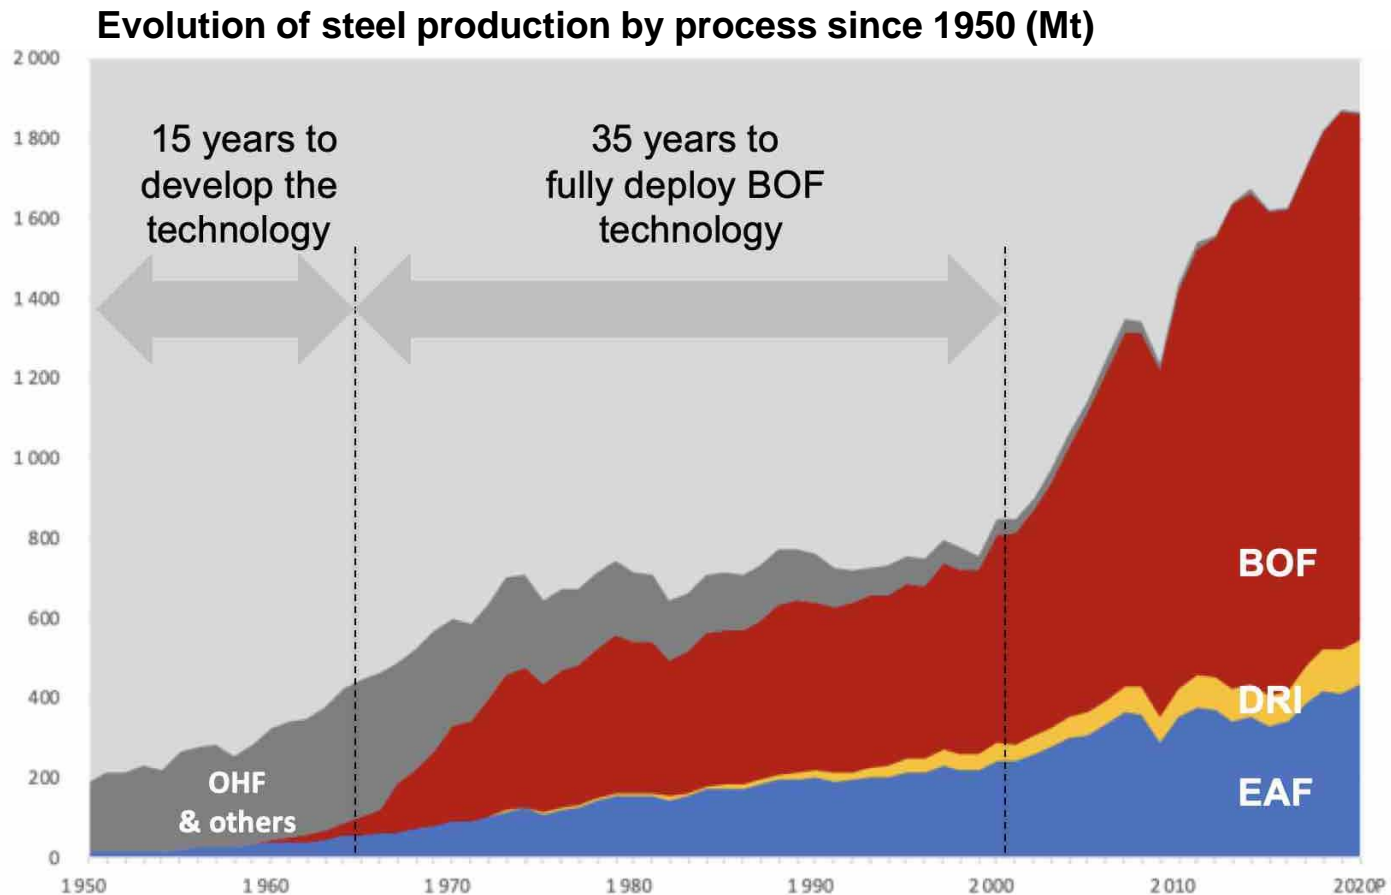 Evolution of steel production by process since 1950 (Mt)
2 000
1 800
1 600
1 400
1 200
1 000
800
600
400
200
0
15 years to
develop the
technology
35 years to
fully deploy BOF
technology
OHF
& others
BOF
DRI
EAF
1950
1960
1970
1980
1990
2000
2010
2020P